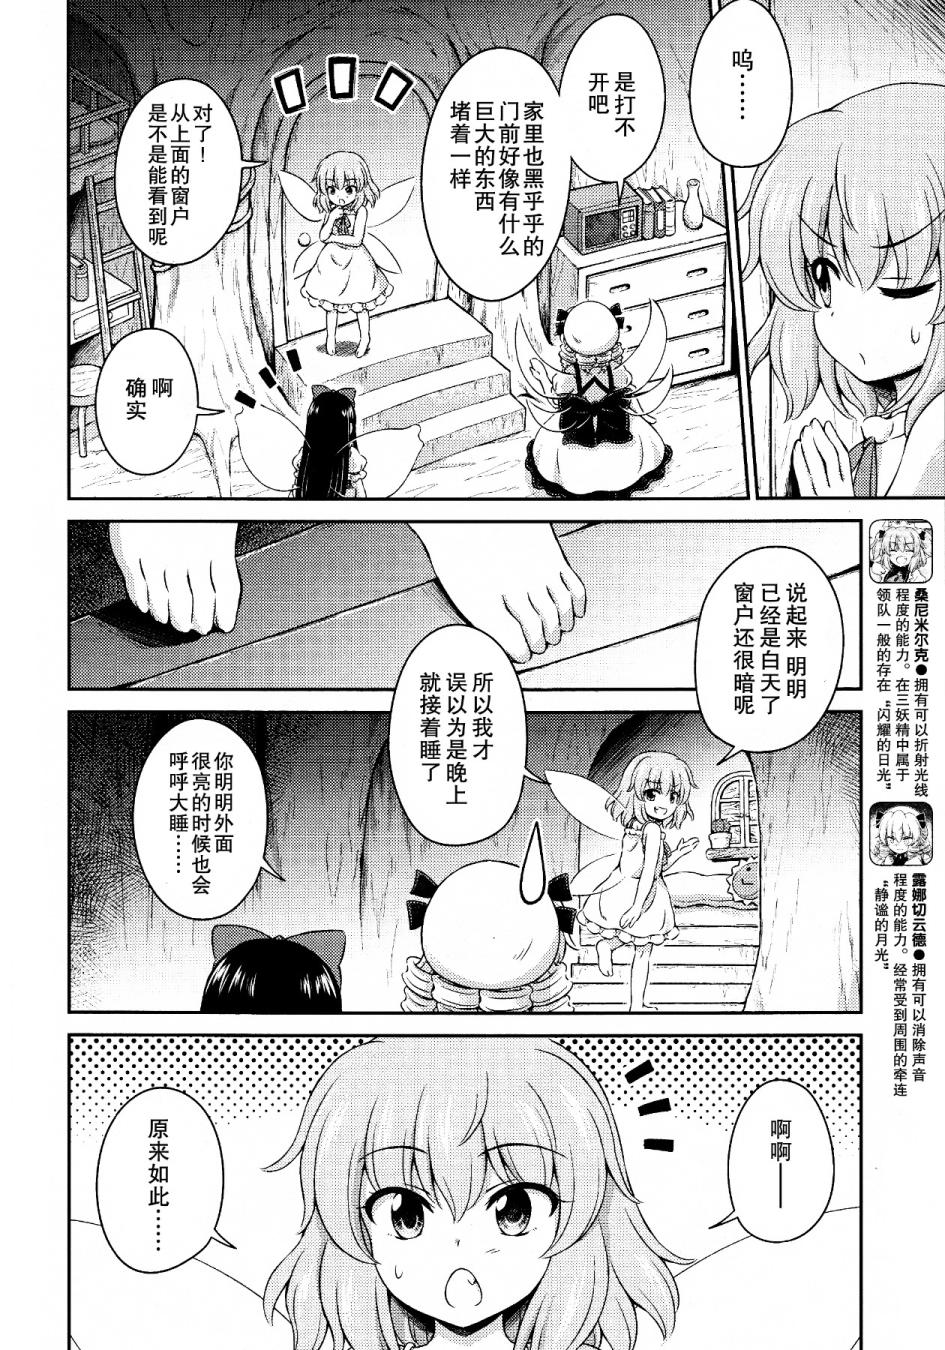 呜……
是打不
开吧
家里也黑乎乎的
门前好像有什么
巨大的东西
堵着一样
对了！
从上面的窗户
是不是能看到呢
啊
确实
说起来 明明
已经是白天了
窗户还很暗呢
所以我才
误以为是晚上
就接着睡了
你明明外面
很亮的时候也会
呼呼大睡……
啊啊——
原来如此……
桑尼米尔克●拥有可以折射光线
程度的能力。在三妖精中属于
领队一般的存在“闪耀的日光”
露娜切云德●拥有可以消除声音
程度的能力。经常受到周围的牵连
“静谧的月光”